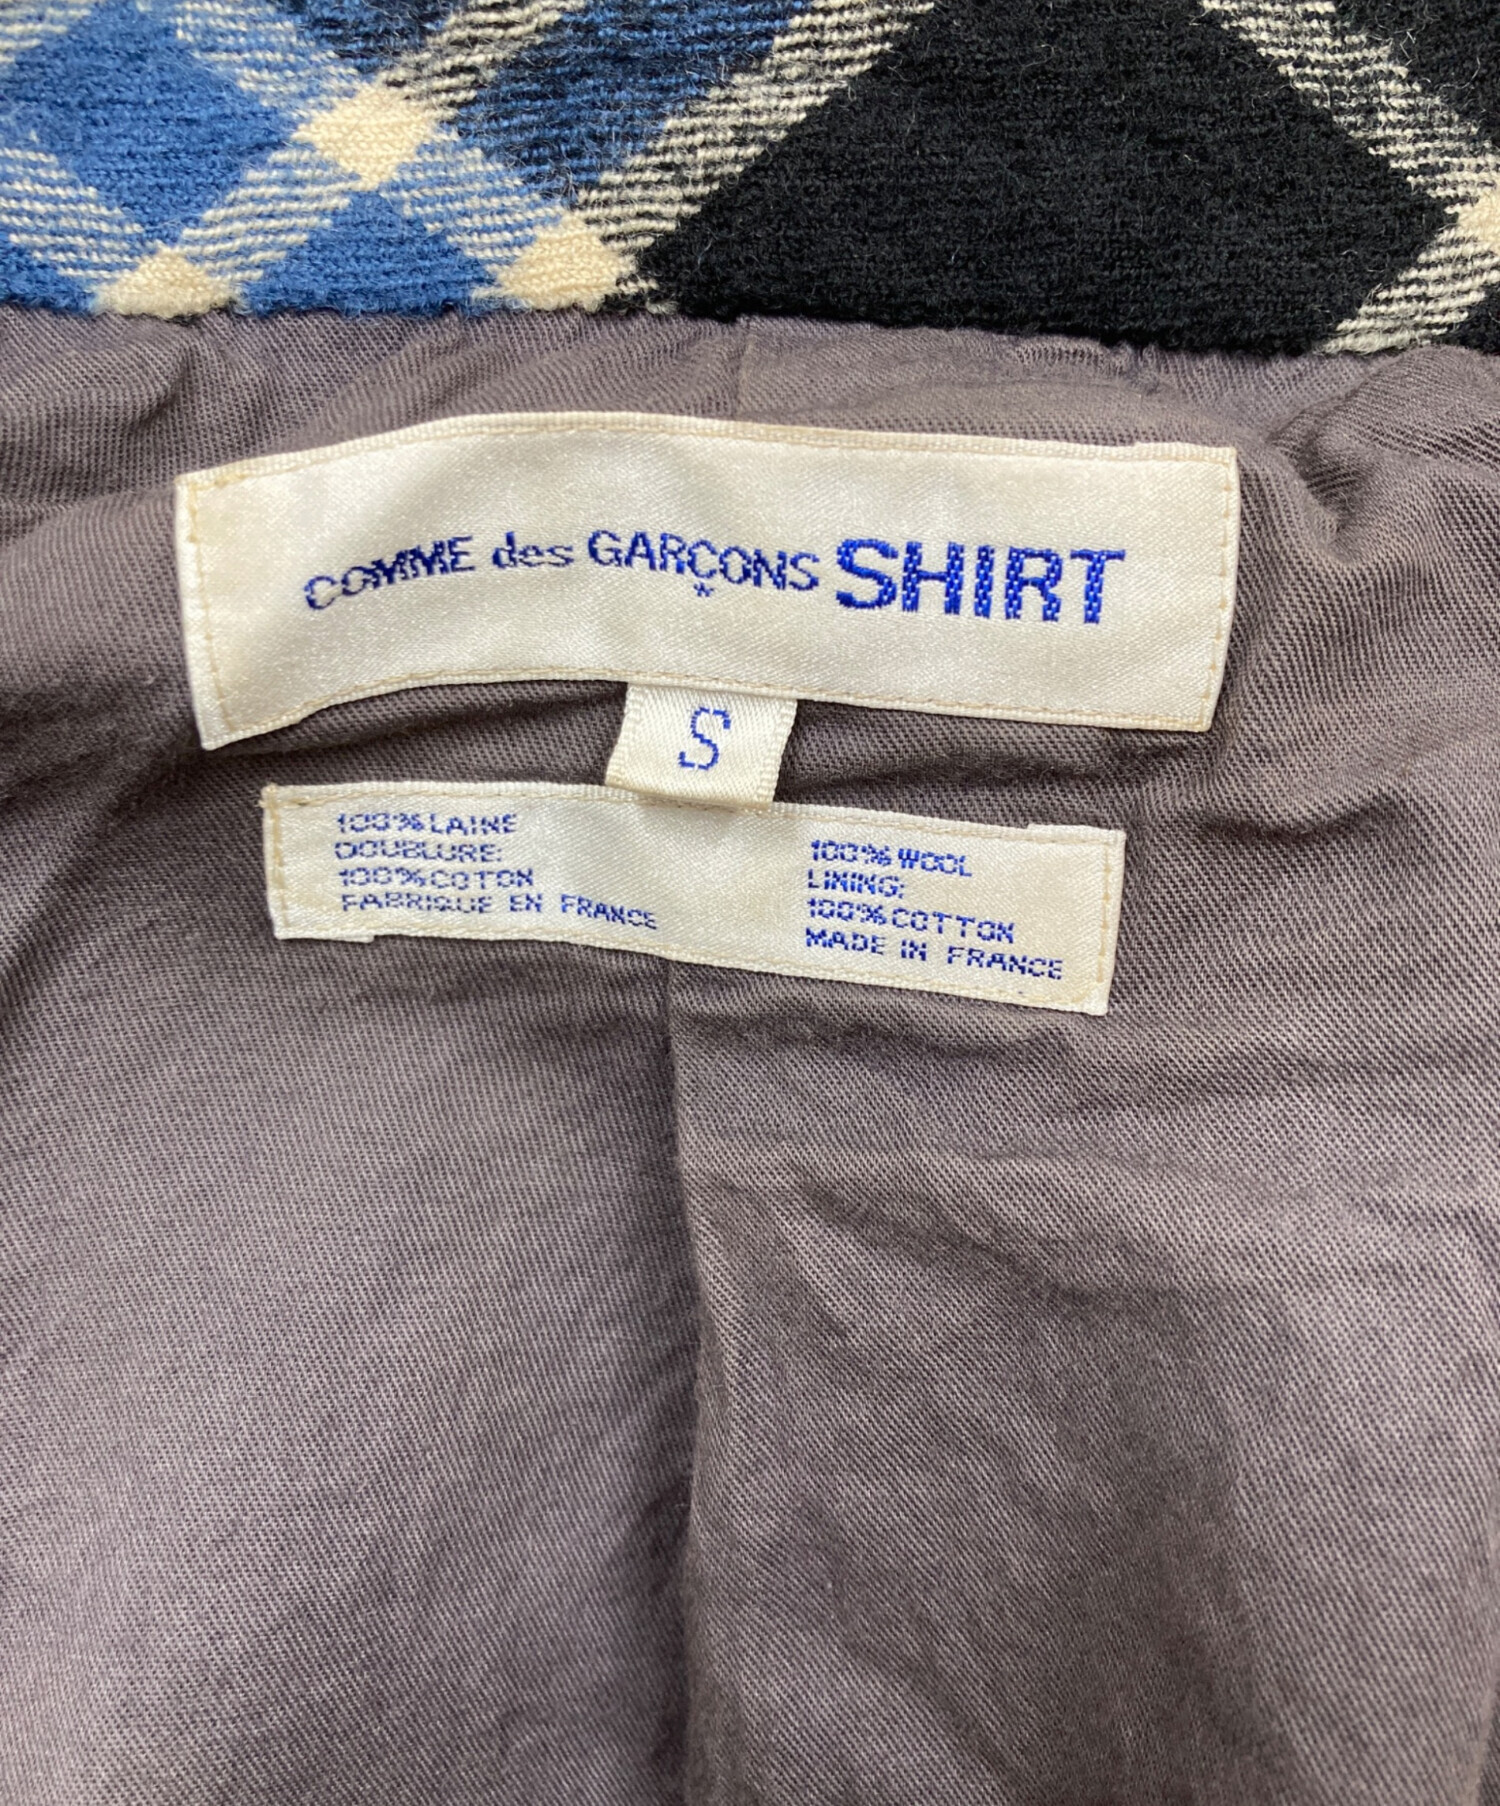 COMME des GARÇONS SHIRT
*
S
100% LAINE
DOUBLURE:
100% COTON
FABRIQUE EN FRANCE
100% WOOL
LINING:
100% COTTON
MADE IN FRANCE